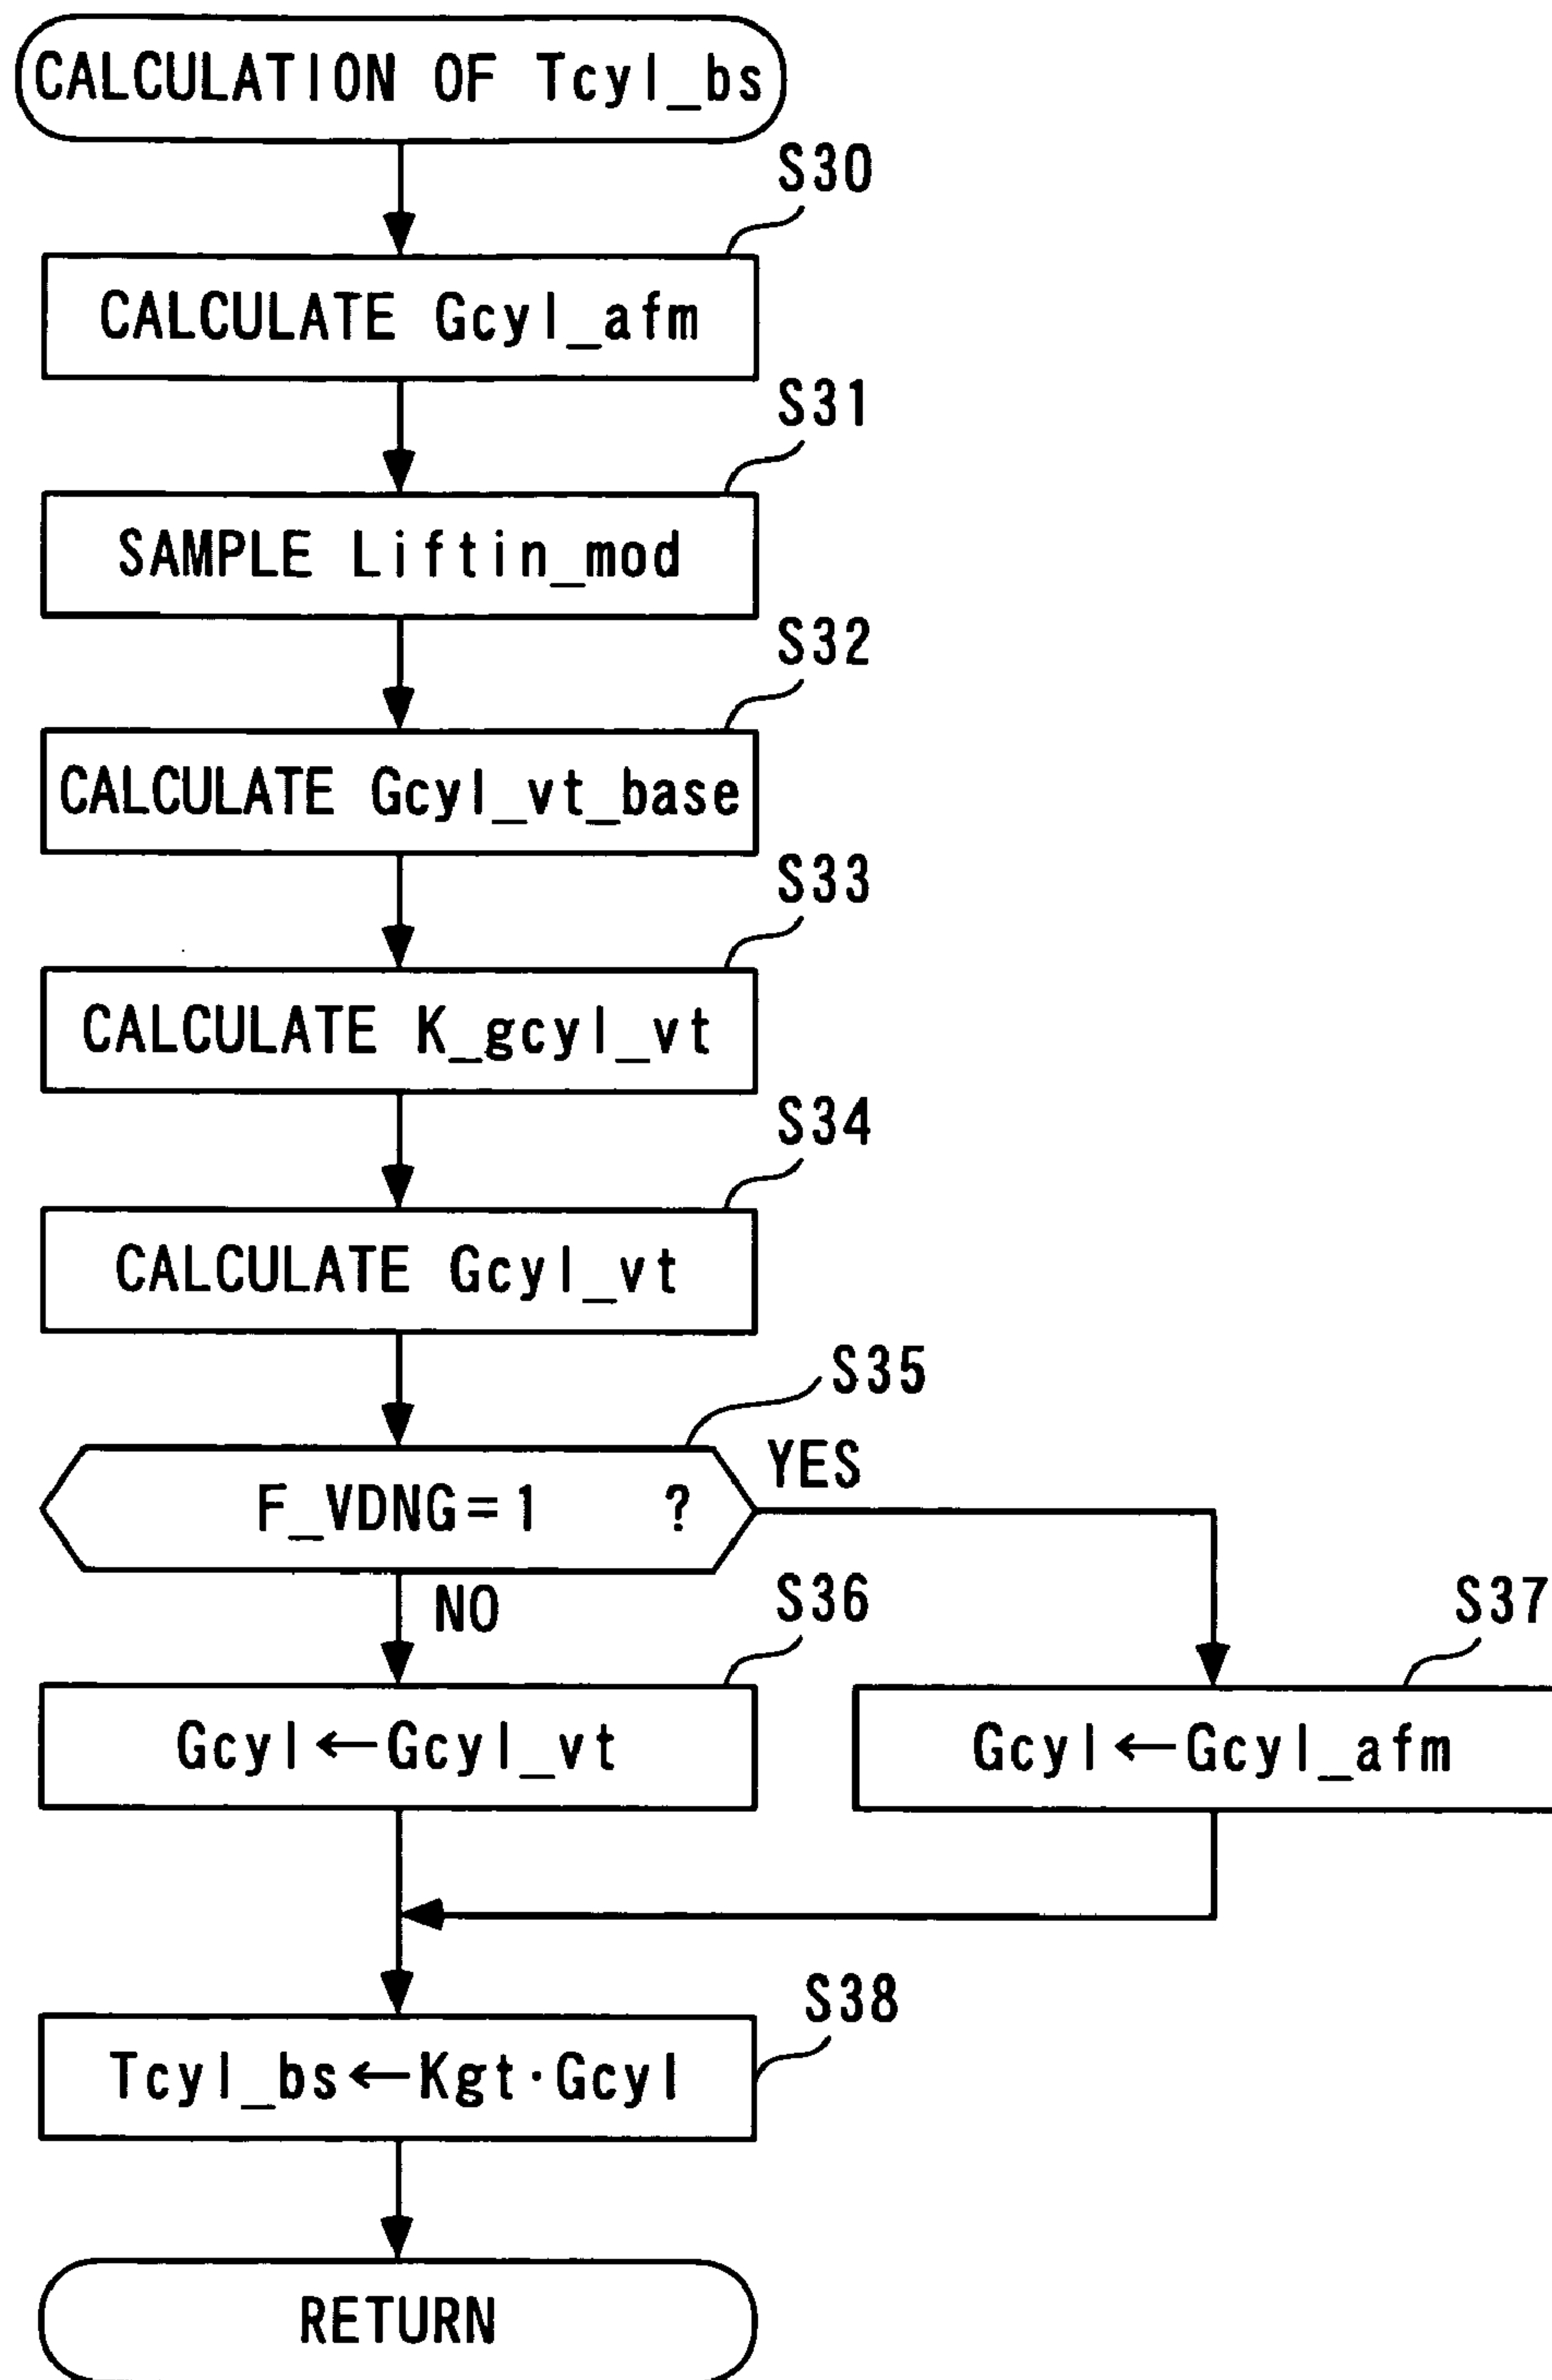 CALCULATION OF Tcyl_bs
S30
CALCULATE Gcyl_afm
S31
SAMPLE Liftin_mod
S32
CALCULATE Gcyl_vt_base
S33
CALCULATE K_gcyl_vt
S34
CALCULATE Gcyl_vt
S35
F_VDNG=1 ?
YES
NO
S36
S37
Gcyl←Gcyl_vt
Gcyl←Gcyl_afm
S38
Tcyl_bs←Kgt·Gcyl
RETURN